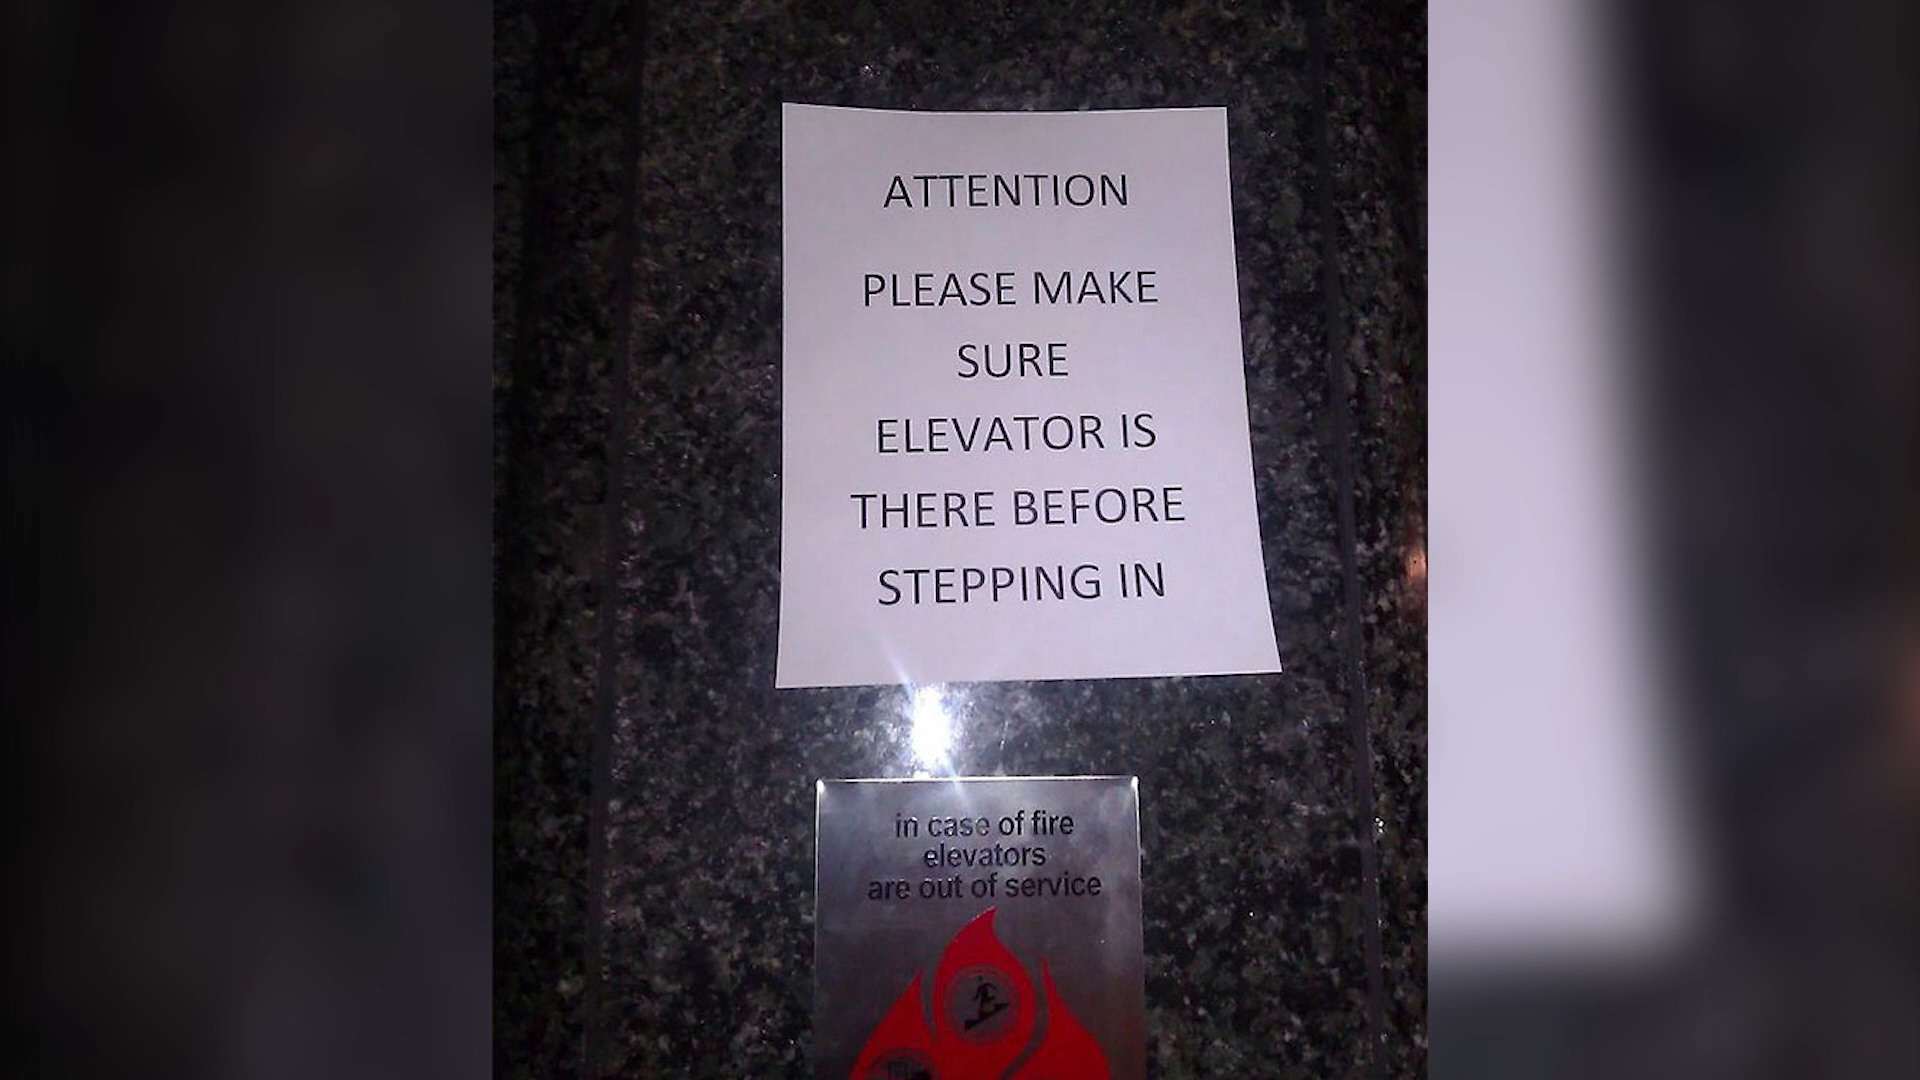 ATTENTION
PLEASE MAKE
SURE
ELEVATOR IS
THERE BEFORE
STEPPING IN
in case of fire
elevators
are out of service